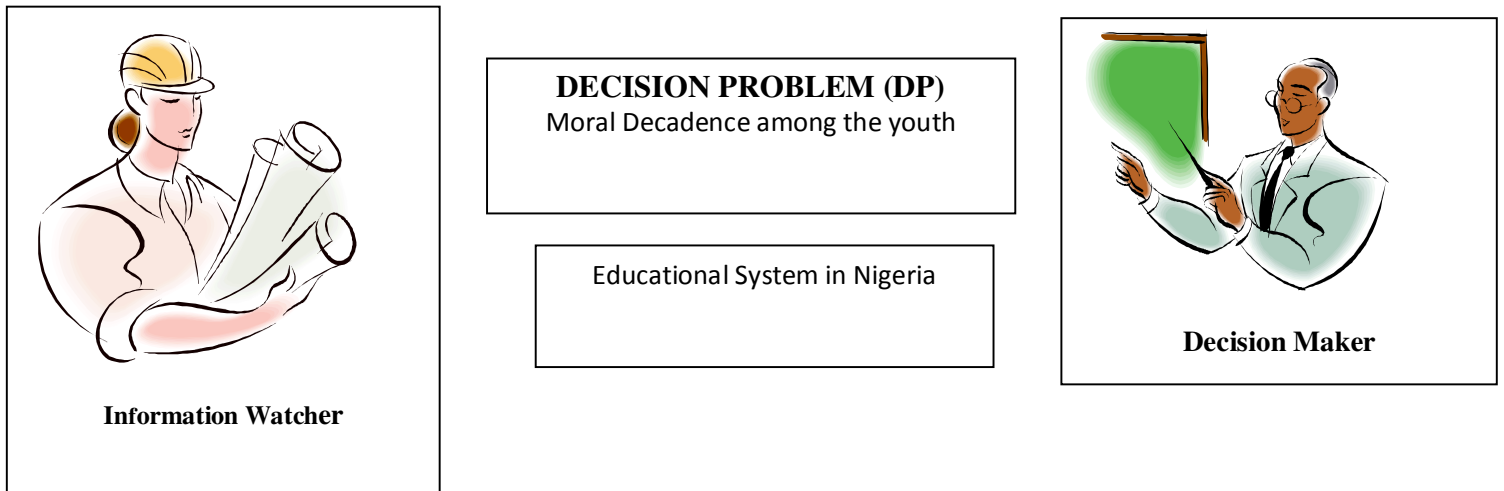 Information Watcher
DECISION PROBLEM (DP)
Moral Decadence among the youth
Educational System in Nigeria
Decision Maker